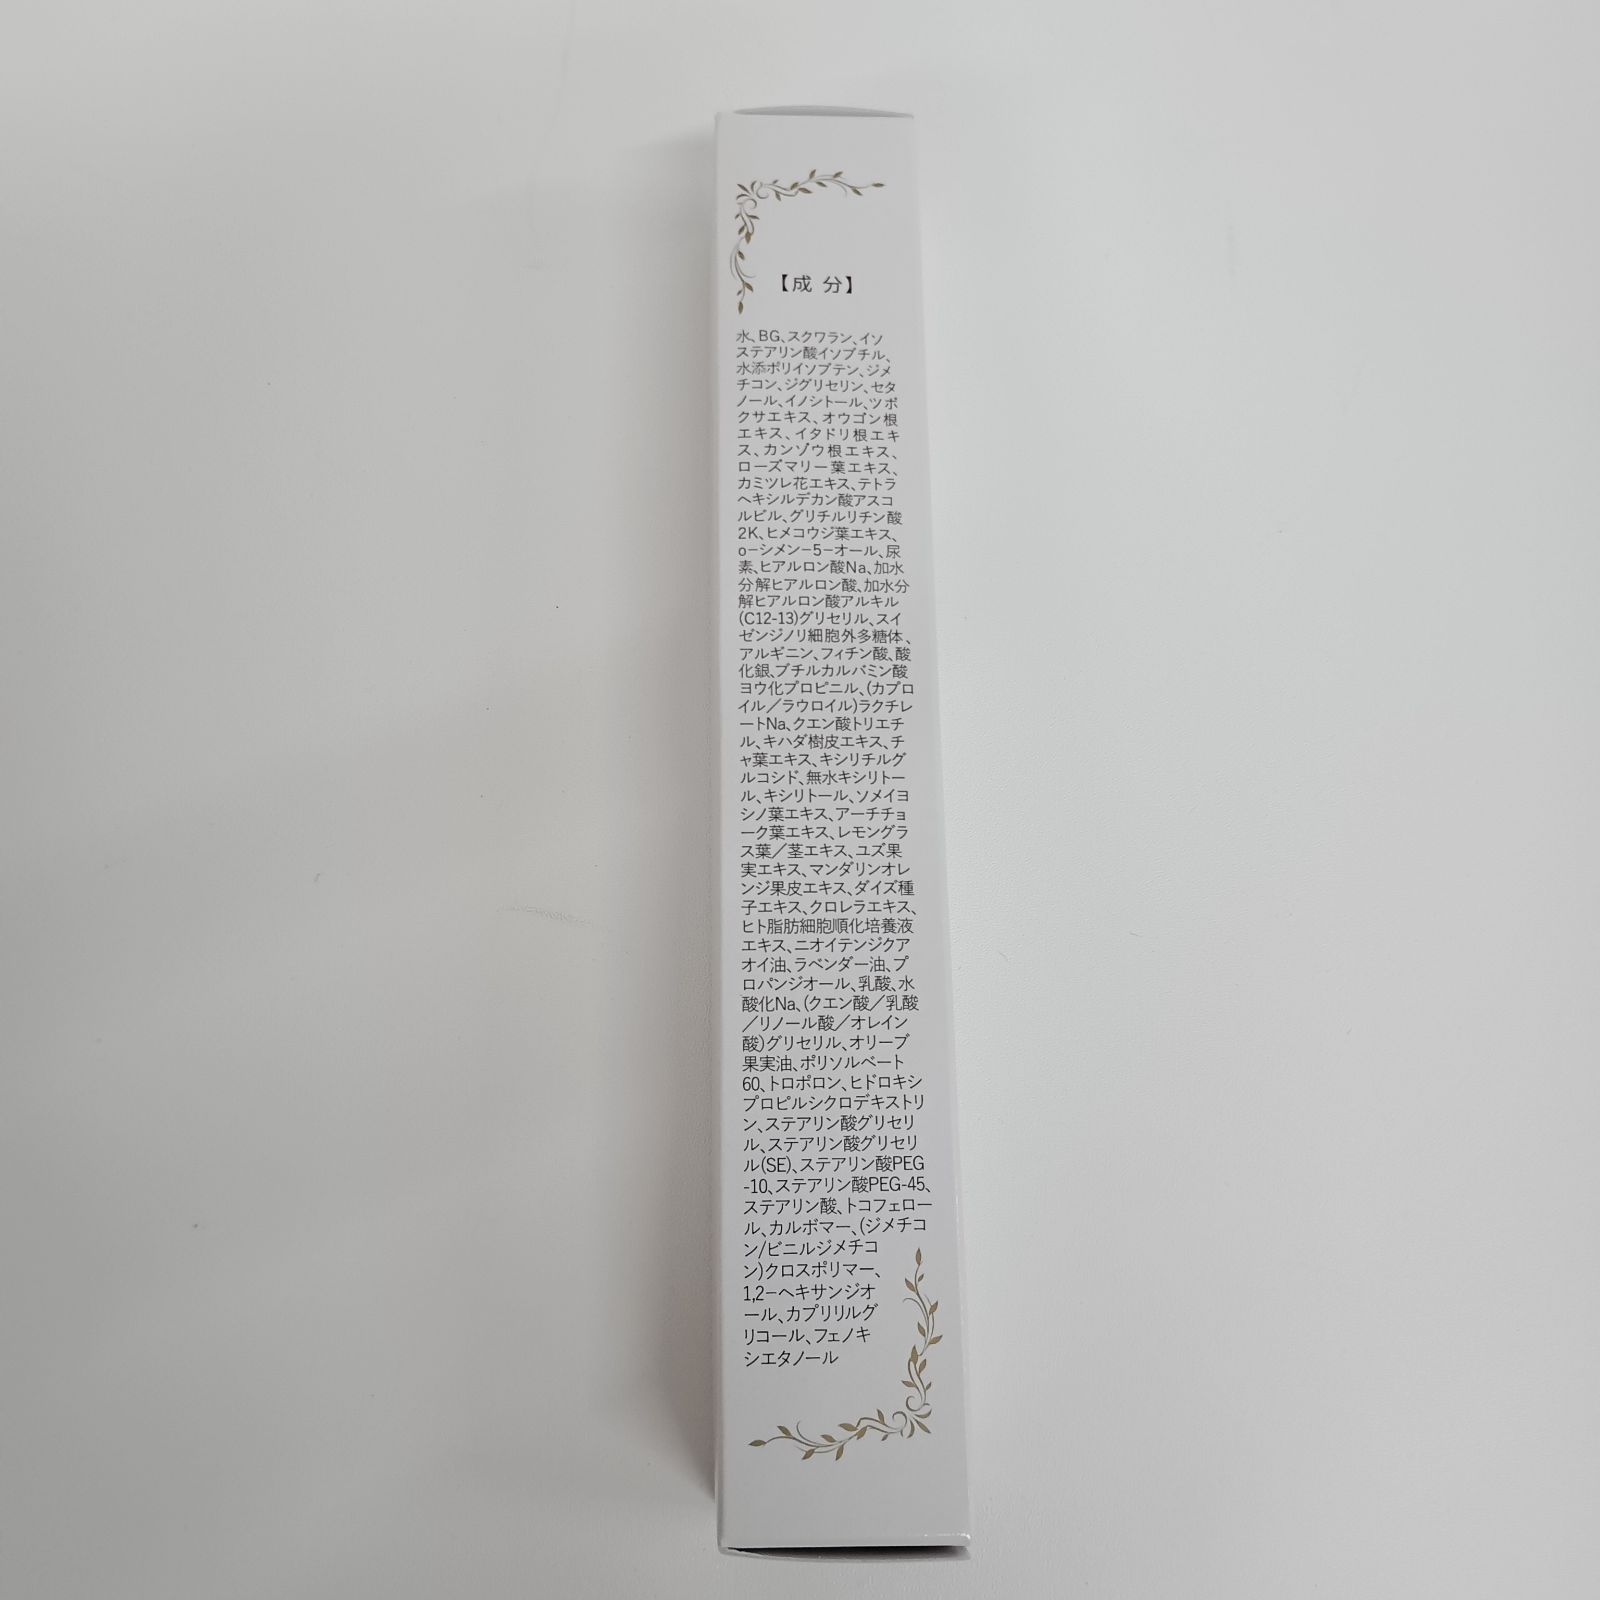 【成 分】
水、BG、スクワラン、イソ
ステアリン酸イソブチル、
水添ポリイソブテン、ジメ
チコン、ジグリセリン、セタ
ノール、イノシトール、ツボ
クサエキス、オウゴン根
エキス、イタドリ根エキ
ス、カンゾウ根エキス、
ローズマリー葉エキス、
カミツレ花エキス、テトラ
ヘキシルデカン酸アスコ
ルビル、グリチルリチン酸
2K、ヒメコウジ葉エキス、
o−シメン−5−オール、尿
素、ヒアルロン酸Na、加水
分解ヒアルロン酸、加水分
解ヒアルロン酸アルキル
(C12-13)グリセリル、スイ
ゼンジノリ細胞外多糖体、
アルギニン、フィチン酸、酸
化銀、ブチルカルバミン酸
ヨウ化プロピニル、(カプロ
イル／ラウロイル)ラクチレ
ートNa、クエン酸トリエチ
ル、キハダ樹皮エキス、チ
ャ葉エキス、キシリチルグ
ルコシド、無水キシリトー
ル、キシリトール、ソメイヨ
シノ葉エキス、アーチチョ
ーク葉エキス、レモングラ
ス葉／茎エキス、ユズ果
実エキス、マンダリンオレ
ンジ果皮エキス、ダイズ種
子エキス、クロレラエキス、
ヒト脂肪細胞順化培養液
エキス、ニオイテンジクア
オイ油、ラベンダー油、プ
ロパンジオール、乳酸、水
酸化Na、(クエン酸／乳酸
／リノール酸／オレイン
酸)グリセリル、オリーブ
果実油、ポリソルベート
60、トロポロン、ヒドロキシ
プロピルシクロデキストリ
ン、ステアリン酸グリセリ
ル、ステアリン酸グリセリ
ル(SE)、ステアリン酸PEG
-10、ステアリン酸PEG-45、
ステアリン酸、トコフェロー
ル、カルボマー、(ジメチコ
ン/ビニルジメチコ
ン)クロスポリマー、
1,2−ヘキサンジオ
ール、カプリリルグ
リコール、フェノキ
シエタノール